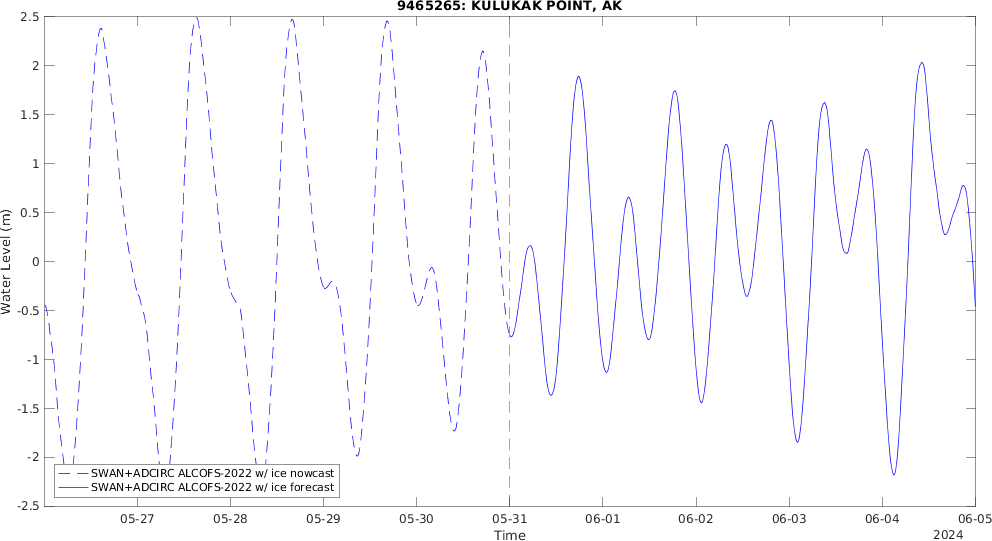 9465265: KULUKAK POINT, AK
Water Level (m)
2.5
2
1.5
1
0.5
0
-0.5
-1
-1.5
-2
-2.5
SWAN+ADCIRC ALCOFS-2022 w/ ice nowcast
SWAN+ADCIRC ALCOFS-2022 w/ ice forecast
05-27 05-28 05-29 05-30 05-31 06-01 06-02 06-03 06-04 06-05
Time
2024